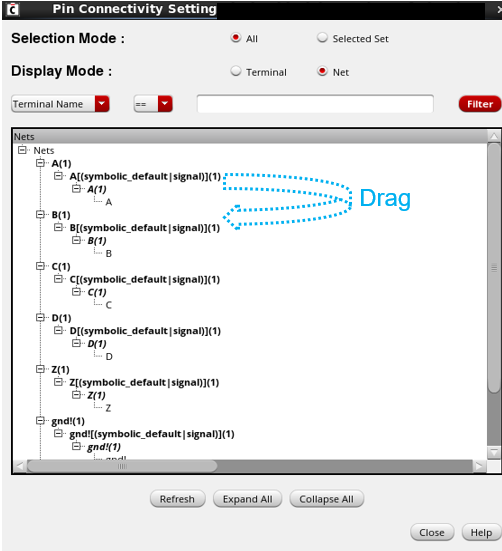 Pin Connectivity Setting
Selection Mode : All Selected Set
Display Mode : Terminal Net
Terminal Name == Filter
Nets
Nets
A(1)
A[(symbolic_default|signal)](1)
A(1)
A
Drag
B(1)
B[(symbolic_default|signal)](1)
B(1)
B
C(1)
C[(symbolic_default|signal)](1)
C(1)
C
D(1)
D[(symbolic_default|signal)](1)
D(1)
D
Z(1)
Z[(symbolic_default|signal)](1)
Z(1)
Z
gnd!(1)
gnd![(symbolic_default|signal)](1)
gnd!(1)
gnd!
Refresh Expand All Collapse All
Close Help